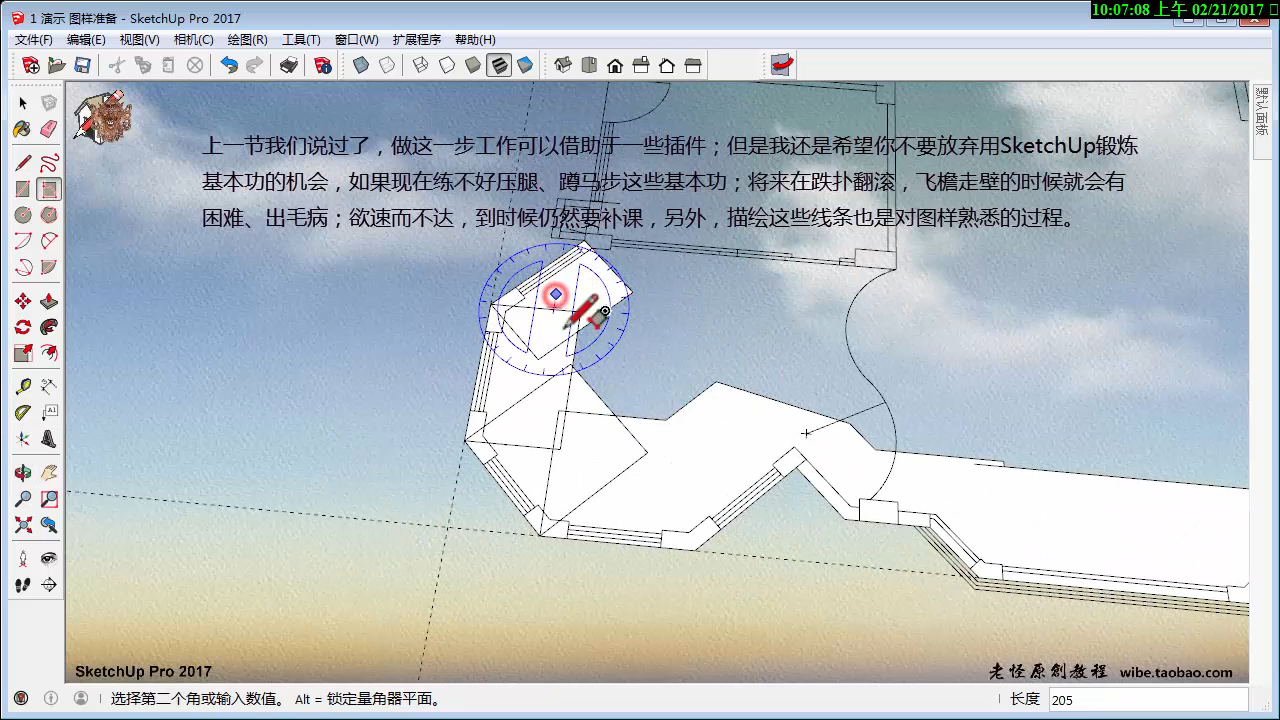 10:07:08 上午 02/21/2017
1 演示 图样准备 - SketchUp Pro 2017
文件(F) 编辑(E) 视图(V) 相机(C) 绘图(R) 工具(T) 窗口(W) 扩展程序 帮助(H)
默认面板
上一节我们说过了，做这一步工作可以借助于一些插件；但是我还是希望你不要放弃用SketchUp锻炼
基本功的机会，如果现在练不好压腿、蹲马步这些基本功；将来在跌扑翻滚，飞檐走壁的时候就会有
困难、出毛病；欲速而不达，到时候仍然要补课，另外，描绘这些线条也是对图样熟悉的过程。
A1
SketchUp Pro 2017
老怪原創教程 wibe.taobao.com
选择第二个角或输入数值。 Alt = 锁定量角器平面。
长度 205